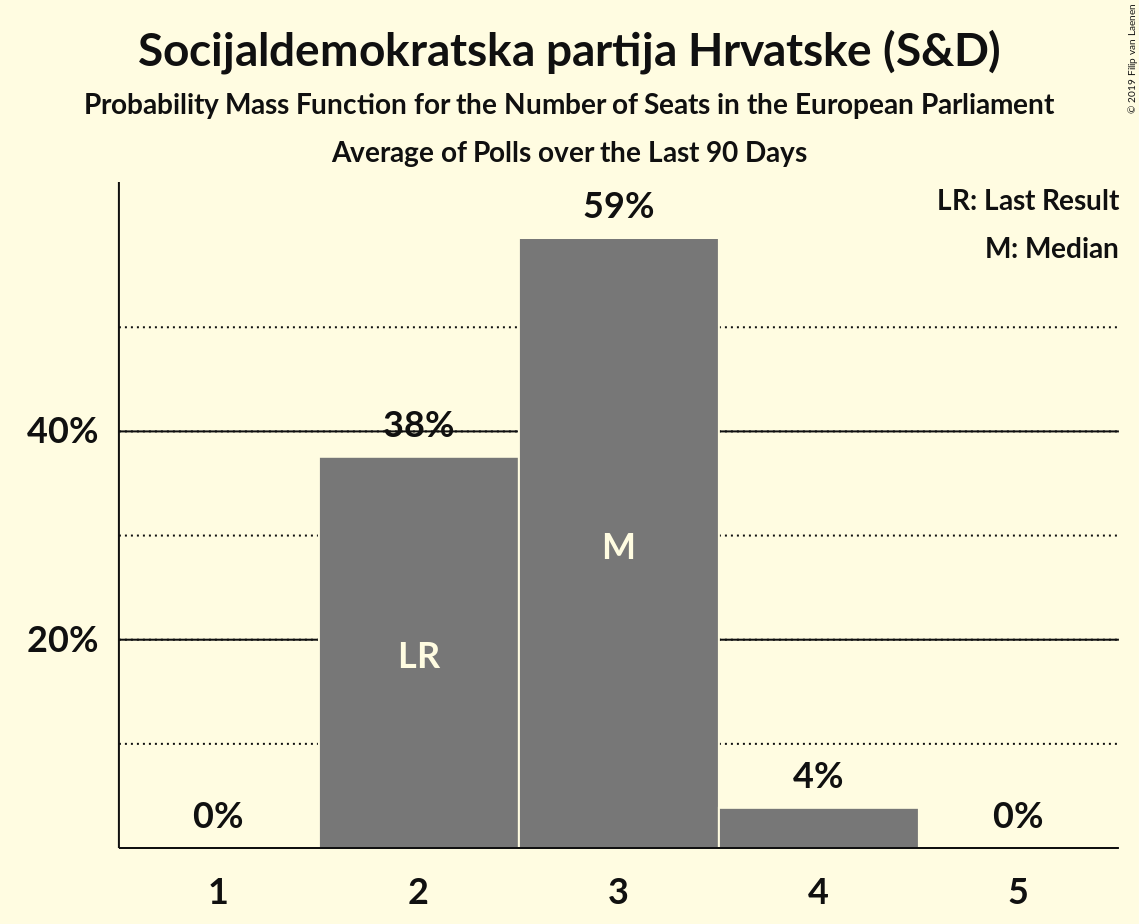 Socijaldemokratska partija Hrvatske (S&D)
Probability Mass Function for the Number of Seats in the European Parliament
Average of Polls over the Last 90 Days
© 2019 Filip van Laenen
LR: Last Result
M: Median
59%
40%
38%
M
20%
LR
4%
0%
0%
1
2
3
4
5